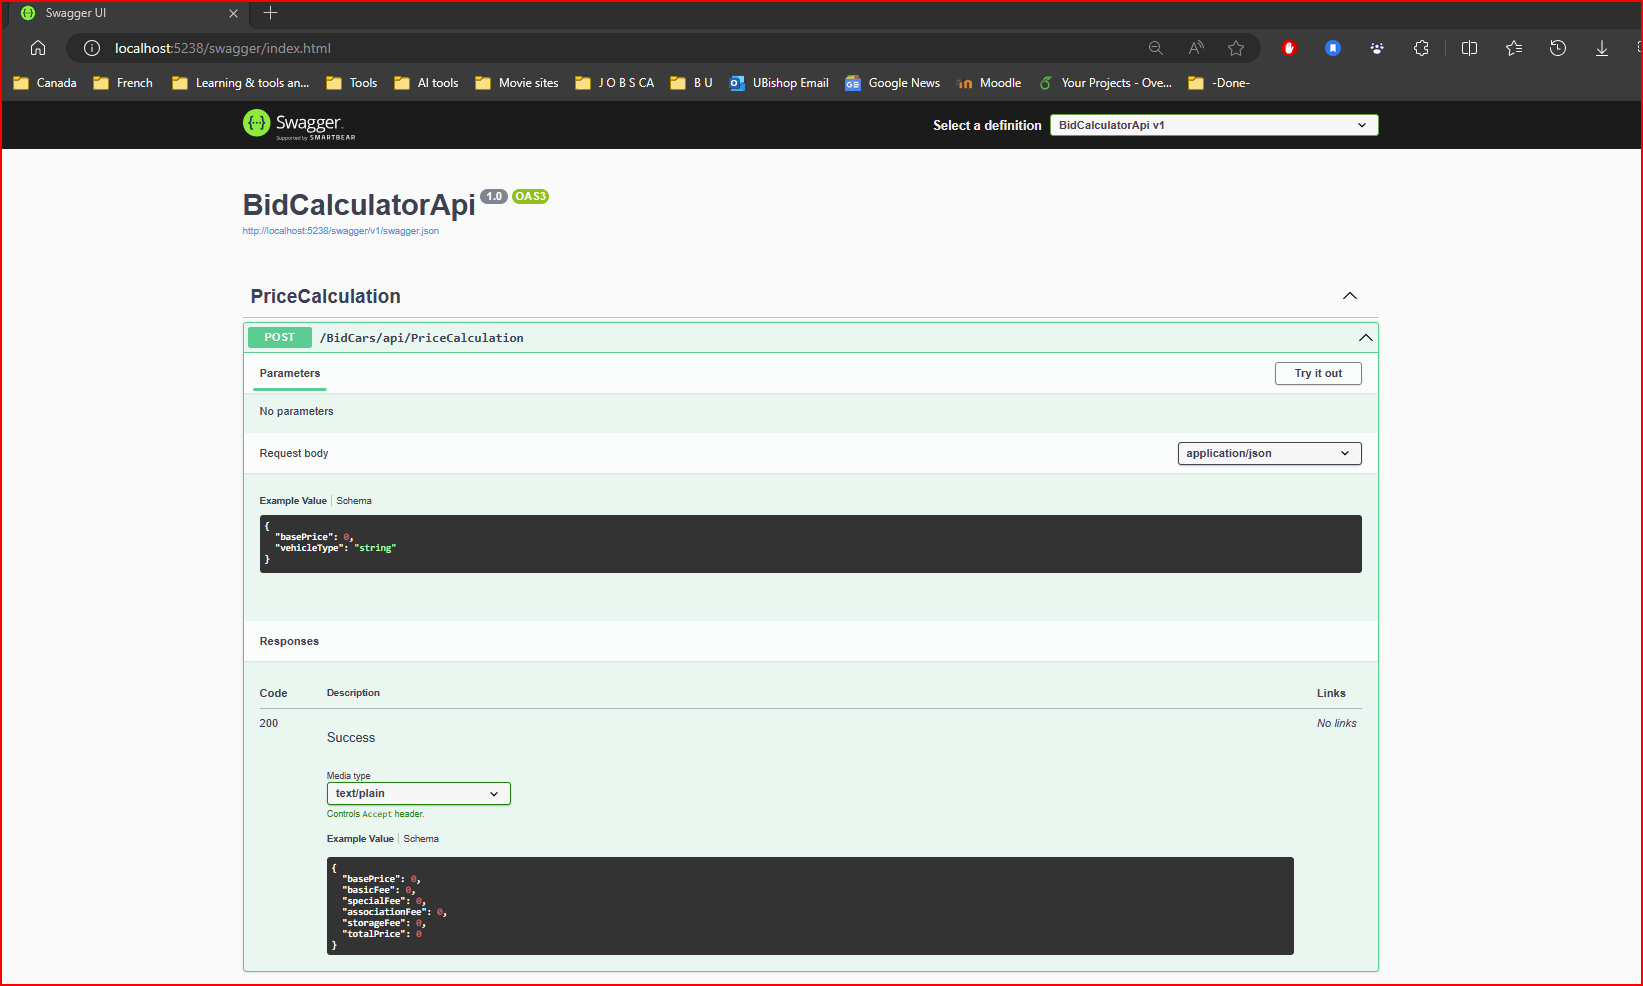 Swagger UI
localhost:5238/swagger/index.html
Canada French Learning & tools an... Tools AI tools Movie sites J O B S CA B U UBishop Email Google News Moodle Your Projects - Ove... -Done-
Swagger
Supported by SMARTBEAR
Select a definition BidCalculatorApi v1
BidCalculatorApi 1.0 OAS3
http://localhost:5238/swagger/v1/swagger.json
PriceCalculation
POST /BidCars/api/PriceCalculation
Parameters Try it out
No parameters
Request body application/json
Example Value | Schema
{
"basePrice": 0,
"vehicleType": "string"
}
Responses
Code Description Links
200 No links
Success
Media type
text/plain
Controls Accept header.
Example Value | Schema
{
"basePrice": 0,
"basicFee": 0,
"specialFee": 0,
"associationFee": 0,
"storageFee": 0,
"totalPrice": 0
}